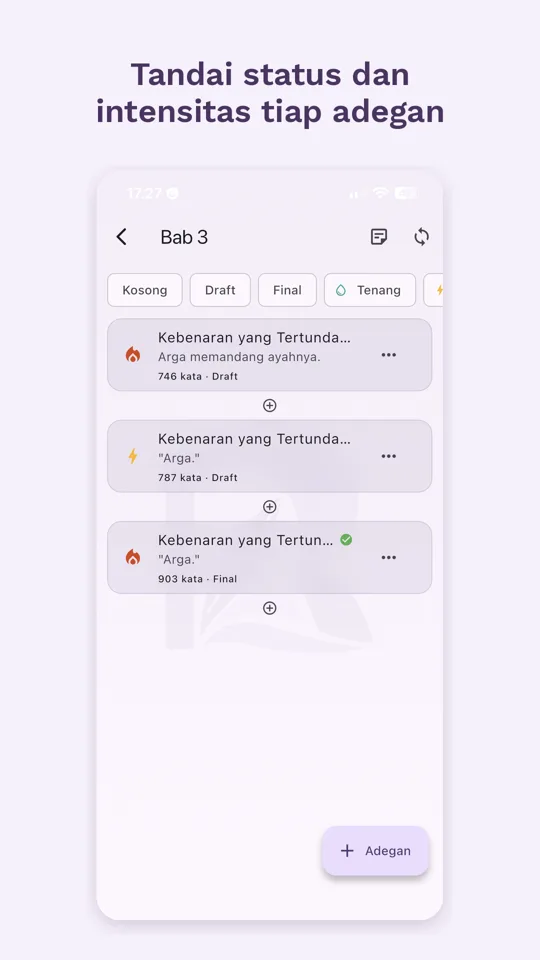 Tandai status dan
intensitas tiap adegan
17:27
Bab 3
Kosong
Draft
Final
Tenang
Kebenaran yang Tertunda...
Arga memandang ayahnya.
746 kata · Draft
Kebenaran yang Tertunda...
"Arga."
787 kata · Draft
Kebenaran yang Tertun...
"Arga."
903 kata · Final
Adegan